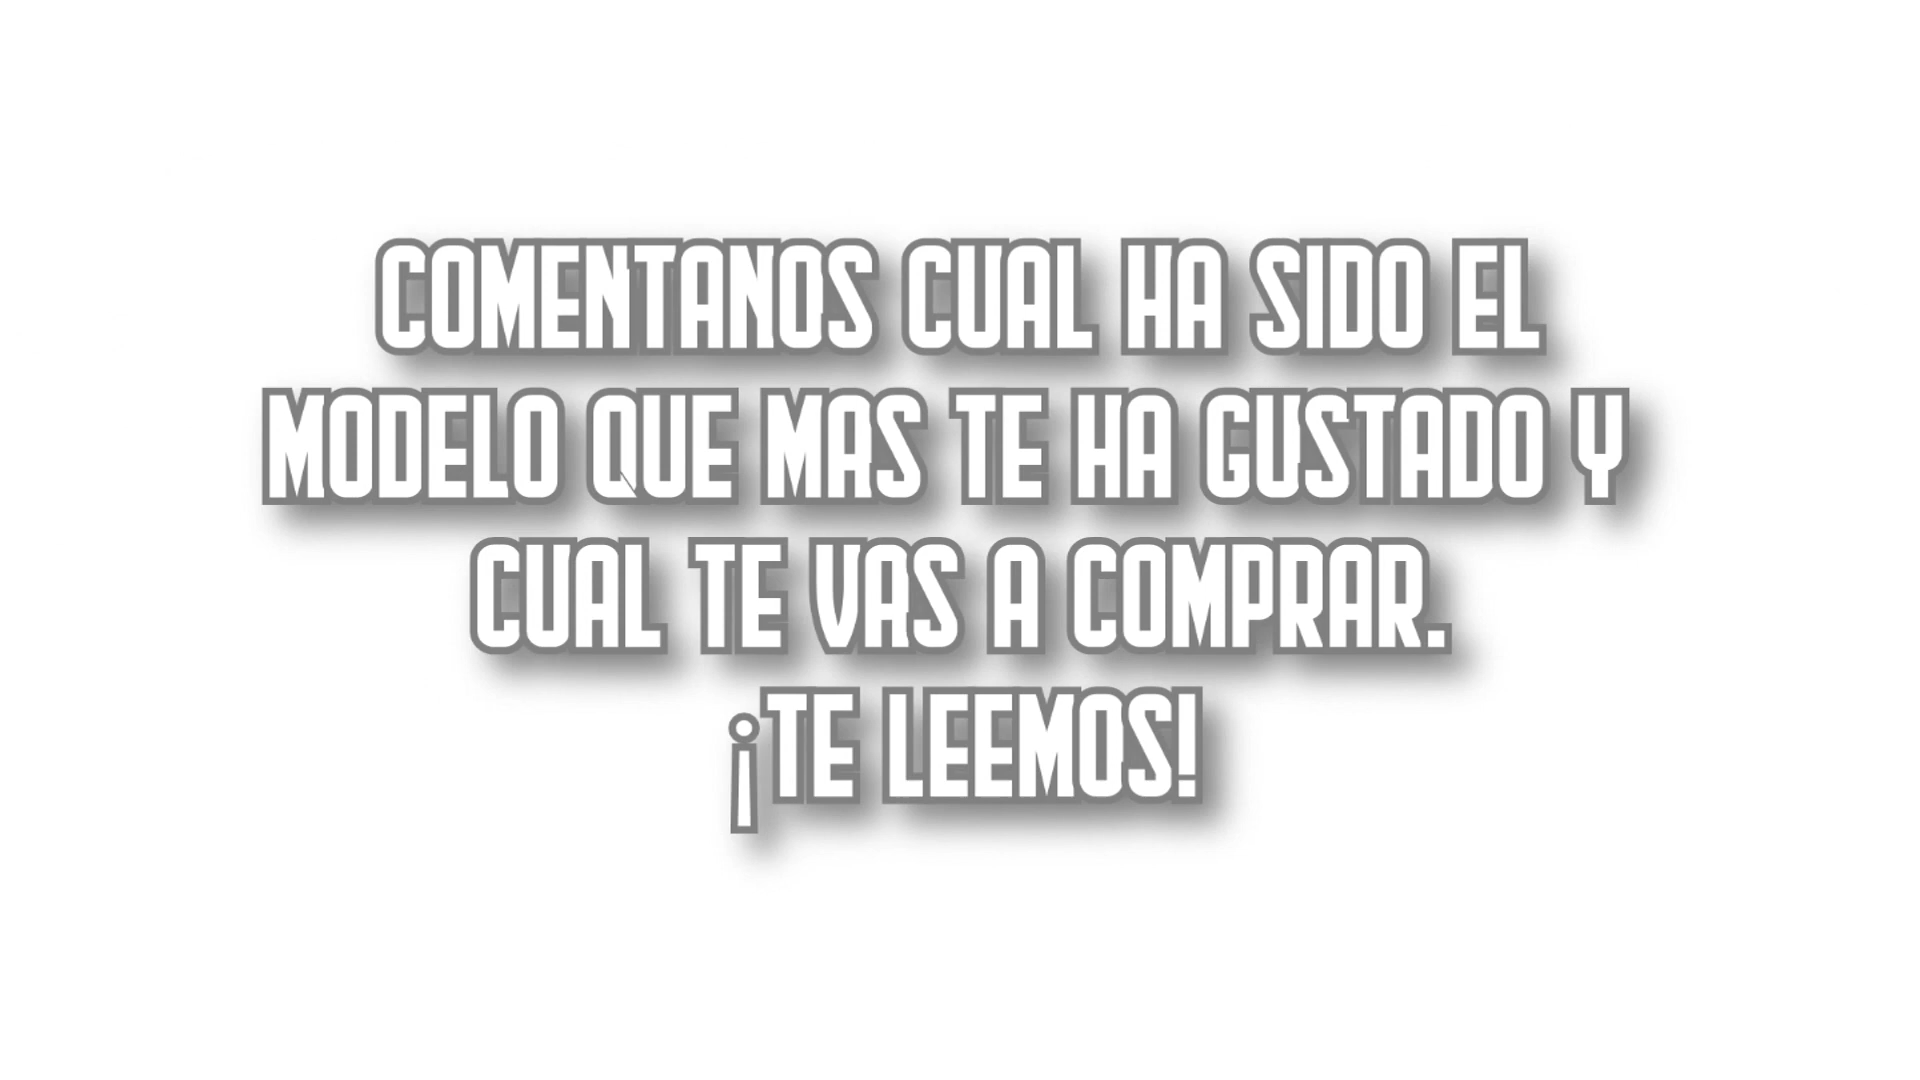 COMENTANOS CUAL HA SIDO EL
MODELO QUE MAS TE HA GUSTADO Y
CUAL TE VAS A COMPRAR.
¡TE LEEMOS!